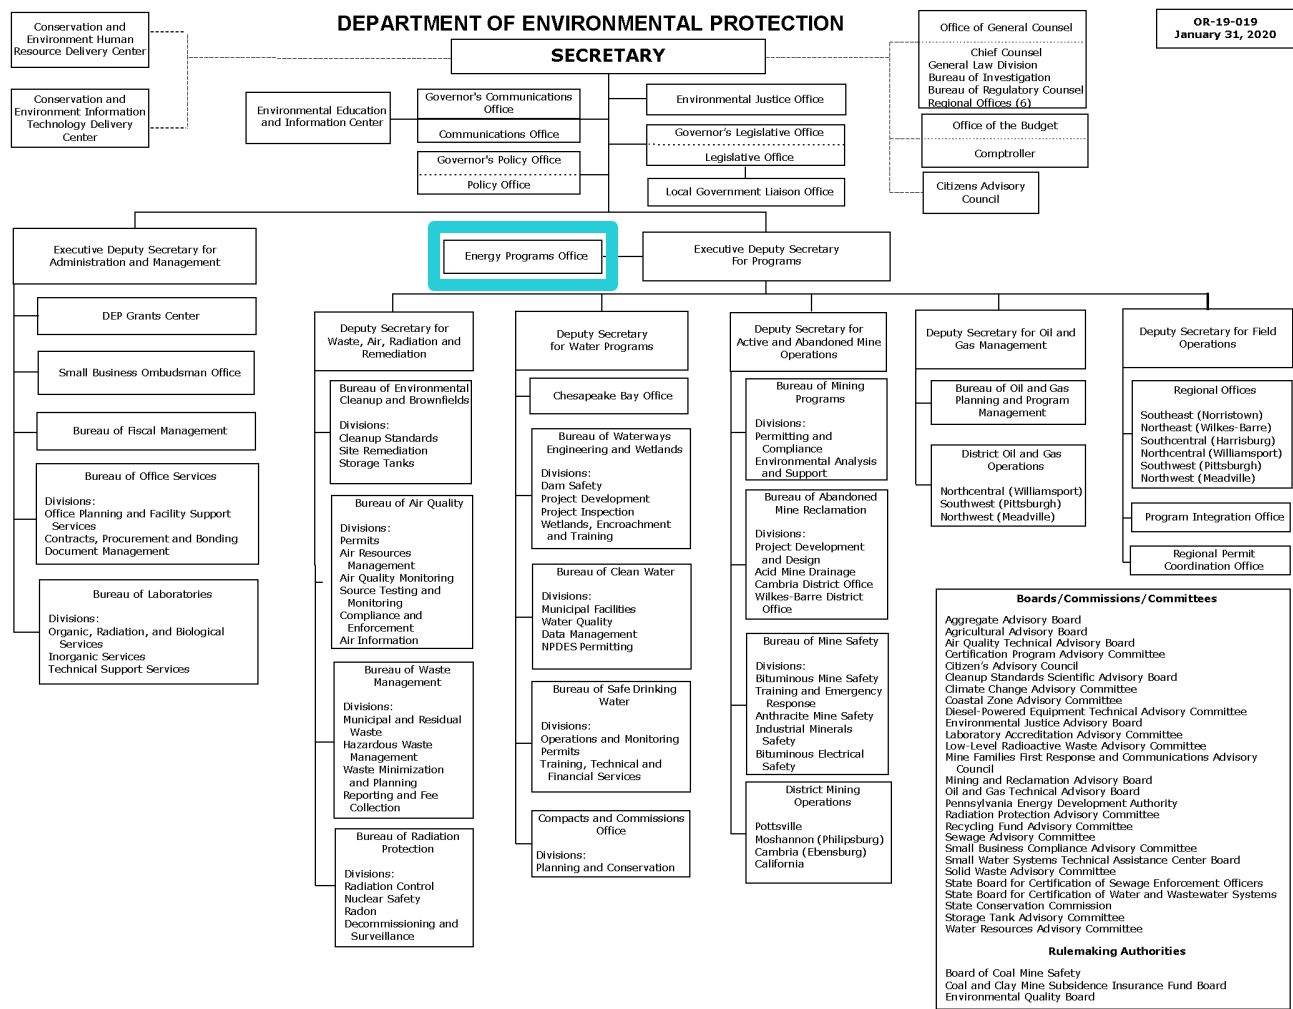 DEPARTMENT OF ENVIRONMENTAL PROTECTION
OR-19-019
January 31, 2020
SECRETARY
Conservation and
Environment Human
Resource Delivery Center
Conservation and
Environment Information
Technology Delivery
Center
Office of General Counsel
Chief Counsel
General Law Division
Bureau of Investigation
Bureau of Regulatory Counsel
Regional Offices (6)
Office of the Budget
Comptroller
Citizens Advisory
Council
Environmental Education
and Information Center
Governor's Communications
Office
Communications Office
Governor's Policy Office
Policy Office
Environmental Justice Office
Governor's Legislative Office
Legislative Office
Local Government Liaison Office
Executive Deputy Secretary for
Administration and Management
Energy Programs Office
Executive Deputy Secretary
For Programs
DEP Grants Center
Small Business Ombudsman Office
Bureau of Fiscal Management
Bureau of Office Services
Divisions:
Office Planning and Facility Support
Services
Contracts, Procurement and Bonding
Document Management
Bureau of Laboratories
Divisions:
Organic, Radiation, and Biological
Services
Inorganic Services
Technical Support Services
Deputy Secretary for
Waste, Air, Radiation and
Remediation
Bureau of Environmental
Cleanup and Brownfields
Divisions:
Cleanup Standards
Site Remediation
Storage Tanks
Bureau of Air Quality
Divisions:
Permits
Air Resources
Management
Air Quality Monitoring
Source Testing and
Monitoring
Compliance and
Enforcement
Air Information
Bureau of Waste
Management
Divisions:
Municipal and Residual
Waste
Hazardous Waste
Management
Waste Minimization
and Planning
Reporting and Fee
Collection
Bureau of Radiation
Protection
Divisions:
Radiation Control
Nuclear Safety
Radon
Decommissioning and
Surveillance
Deputy Secretary
for Water Programs
Chesapeake Bay Office
Bureau of Waterways
Engineering and Wetlands
Divisions:
Dam Safety
Project Development
Project Inspection
Wetlands, Encroachment
and Training
Bureau of Clean Water
Divisions:
Municipal Facilities
Water Quality
Data Management
NPDES Permitting
Bureau of Safe Drinking
Water
Divisions:
Operations and Monitoring
Permits
Training, Technical and
Financial Services
Compacts and Commissions
Office
Divisions:
Planning and Conservation
Deputy Secretary for
Active and Abandoned Mine
Operations
Bureau of Mining
Programs
Divisions:
Permitting and
Compliance
Environmental Analysis
and Support
Bureau of Abandoned
Mine Reclamation
Divisions:
Project Development
and Design
Acid Mine Drainage
Cambria District Office
Wilkes-Barre District
Office
Bureau of Mine Safety
Divisions:
Bituminous Mine Safety
Training and Emergency
Response
Anthracite Mine Safety
Industrial Minerals
Safety
Bituminous Electrical
Safety
District Mining
Operations
Pottsville
Moshannon (Philipsburg)
Cambria (Ebensburg)
California
Deputy Secretary for Oil and
Gas Management
Bureau of Oil and Gas
Planning and Program
Management
District Oil and Gas
Operations
Northcentral (Williamsport)
Southwest (Pittsburgh)
Northwest (Meadville)
Deputy Secretary for Field
Operations
Regional Offices
Southeast (Norristown)
Northeast (Wilkes-Barre)
Southcentral (Harrisburg)
Northcentral (Williamsport)
Southwest (Pittsburgh)
Northwest (Meadville)
Program Integration Office
Regional Permit
Coordination Office
Boards/Commissions/Committees
Aggregate Advisory Board
Agricultural Advisory Board
Air Quality Technical Advisory Board
Certification Program Advisory Committee
Citizen's Advisory Council
Cleanup Standards Scientific Advisory Board
Climate Change Advisory Committee
Coastal Zone Advisory Committee
Diesel-Powered Equipment Technical Advisory Committee
Environmental Justice Advisory Board
Laboratory Accreditation Advisory Committee
Low-Level Radioactive Waste Advisory Committee
Mine Families First Response and Communications Advisory
Council
Mining and Reclamation Advisory Board
Oil and Gas Technical Advisory Board
Pennsylvania Energy Development Authority
Radiation Protection Advisory Committee
Recycling Fund Advisory Committee
Sewage Advisory Committee
Small Business Compliance Advisory Committee
Small Water Systems Technical Assistance Center Board
Solid Waste Advisory Committee
State Board for Certification of Sewage Enforcement Officers
State Board for Certification of Water and Wastewater Systems
State Conservation Commission
Storage Tank Advisory Committee
Water Resources Advisory Committee
Rulemaking Authorities
Board of Coal Mine Safety
Coal and Clay Mine Subsidence Insurance Fund Board
Environmental Quality Board